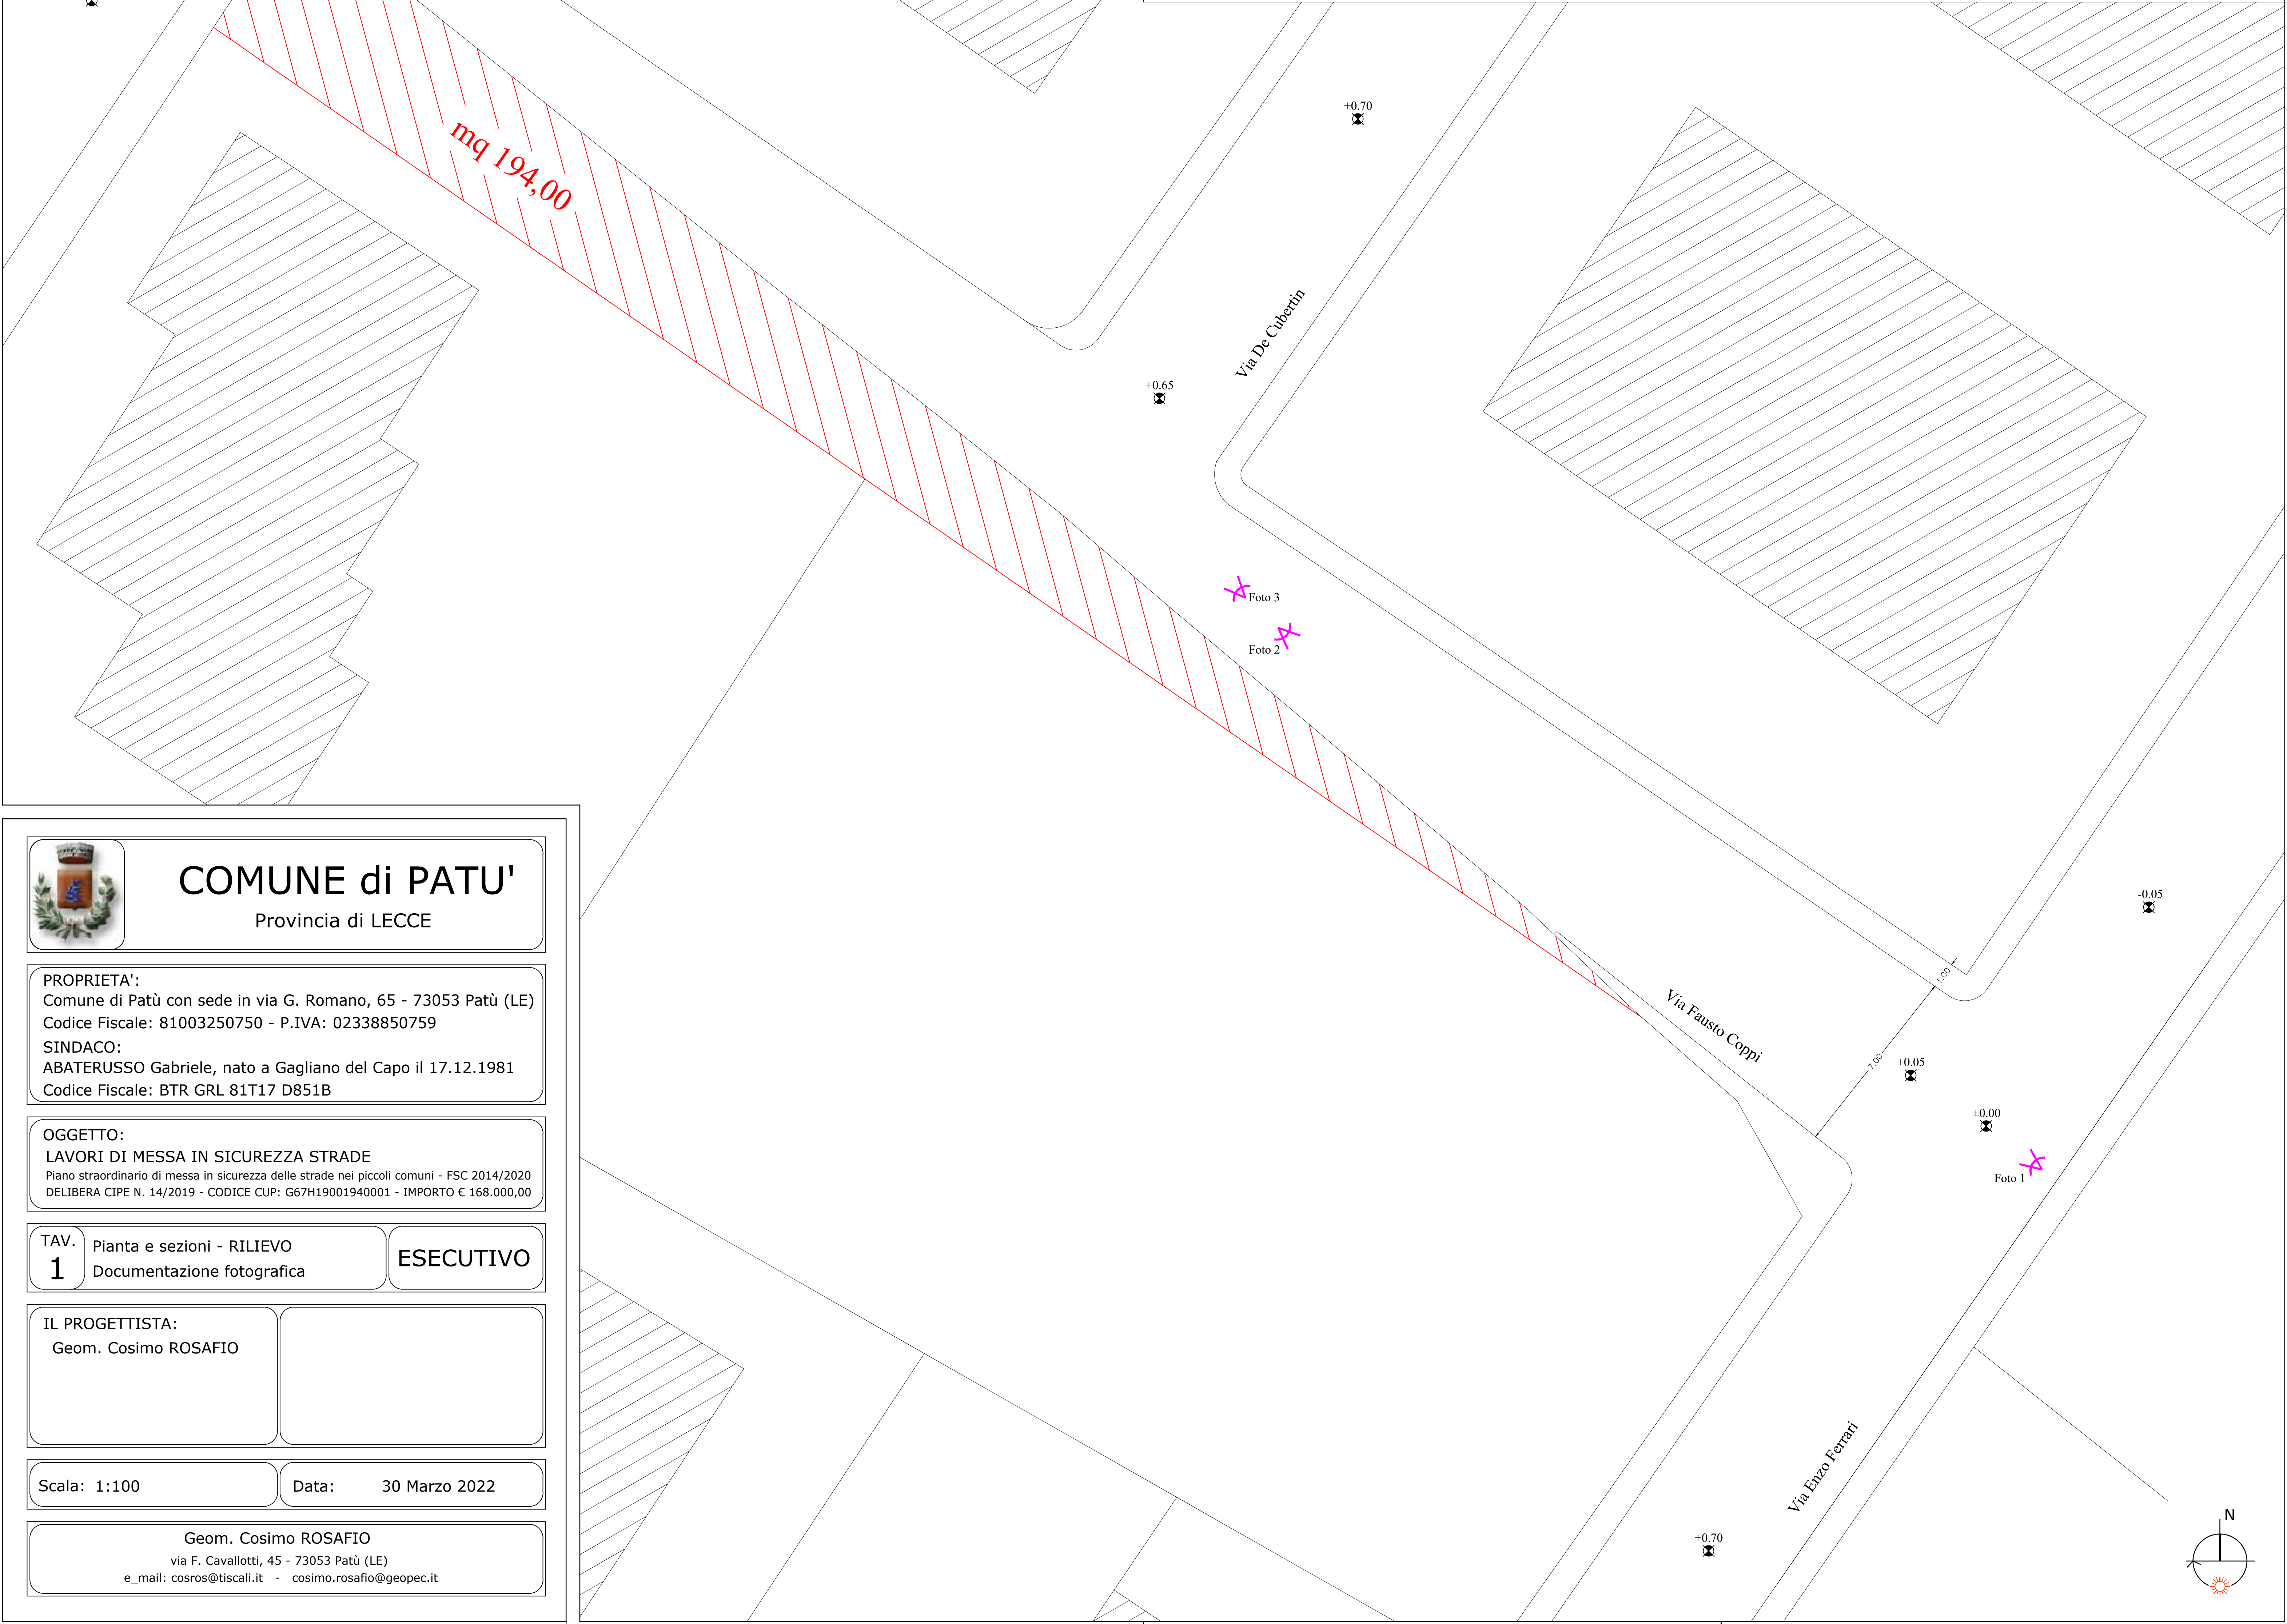 mq 194,00
+0.70
Via De Cubertin
+0.65
Foto 3
Foto 2
-0.05
1.00
Via Fausto Coppi
7.00
+0.05
±0.00
Foto 1
Via Enzo Ferrari
+0.70
N
COMUNE di PATU'
Provincia di LECCE
PROPRIETA':
Comune di Patù con sede in via G. Romano, 65 - 73053 Patù (LE)
Codice Fiscale: 81003250750 - P.IVA: 02338850759
SINDACO:
ABATERUSSO Gabriele, nato a Gagliano del Capo il 17.12.1981
Codice Fiscale: BTR GRL 81T17 D851B
OGGETTO:
LAVORI DI MESSA IN SICUREZZA STRADE
Piano straordinario di messa in sicurezza delle strade nei piccoli comuni - FSC 2014/2020
DELIBERA CIPE N. 14/2019 - CODICE CUP: G67H19001940001 - IMPORTO € 168.000,00
TAV.
1
Pianta e sezioni - RILIEVO
Documentazione fotografica
ESECUTIVO
IL PROGETTISTA:
Geom. Cosimo ROSAFIO
Scala: 1:100
Data: 30 Marzo 2022
Geom. Cosimo ROSAFIO
via F. Cavallotti, 45 - 73053 Patù (LE)
e_mail: cosros@tiscali.it - cosimo.rosafio@geopec.it